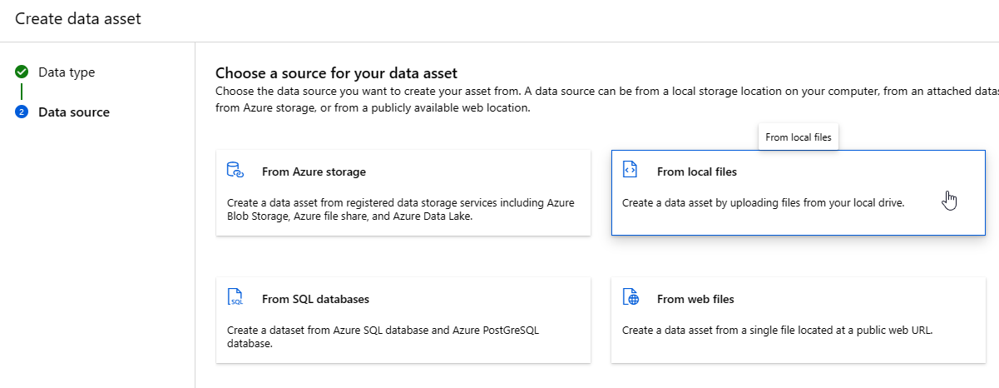 Create data asset
Data type
2
Data source
Choose a source for your data asset
Choose the data source you want to create your asset from. A data source can be from a local storage location on your computer, from an attached
from Azure storage, or from a publicly available web location.
From local files
From Azure storage
Create a data asset from registered data storage services including Azure
Blob Storage, Azure file share, and Azure Data Lake.
From local files
Create a data asset by uploading files from your local drive.
SQL
From SQL databases
Create a dataset from Azure SQL database and Azure PostGreSQL
database.
From web files
Create a data asset from a single file located at a public web URL.